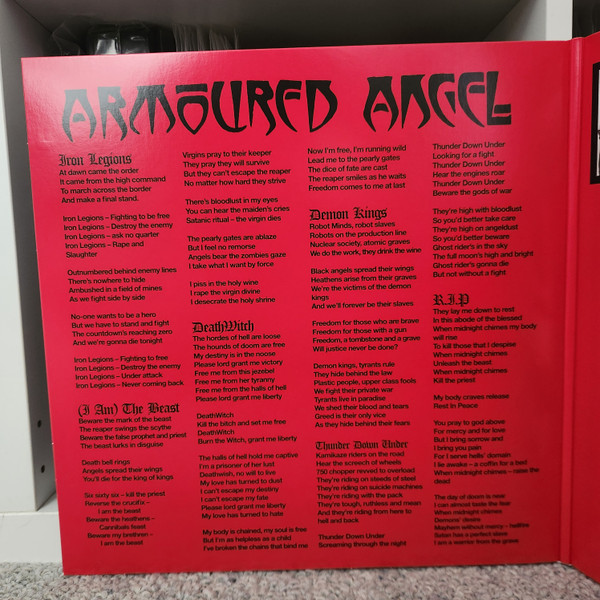 ARMŌURED ANGEL
Iron Legions
At dawn came the order
It came from the high command
To march across the border
And make a final stand.
Iron Legions – Fighting to be free
Iron Legions – Destroy the enemy
Iron Legions – ask no quarter
Iron Legions – Rape and
Slaughter
Outnumbered behind enemy lines
There's nowhere to hide
Ambushed in a field of mines
As we fight side by side
No-one wants to be a hero
But we have to stand and fight
The countdown's reaching zero
And we're gonna die tonight
Iron Legions – Fighting to free
Iron Legions – Destroy the enemy
Iron Legions – Under attack
Iron Legions – Never coming back
(I Am) The Beast
Beware the mark of the beast
The reaper swings the scythe
Beware the false prophet and priest
The beast lurks in disguise
Death bell rings
Angels spread their wings
You'll die for the king of kings
Six sixty six – kill the priest
Reverse the crucifix –
I am the beast
Beware the heathens –
Cannibals feast
Beware my brethren –
I am the beast
Virgins pray to their keeper
They pray they will survive
But they can't escape the reaper
No matter how hard they strive
There's bloodlust in my eyes
You can hear the maiden's cries
Satanic ritual – the virgin dies
The pearly gates are ablaze
But I feel no remorse
Angels bear the zombies gaze
I take what I want by force
I piss in the holy wine
I rape the virgin divine
I desecrate the holy shrine
DeathWitch
The hordes of hell are loose
The hounds of doom are free
My destiny is in the noose
Please lord grant me victory
Free me from this jezebel
Free me from her tyranny
Free me from the halls of hell
Please lord grant me liberty
DeathWitch
Kill the bitch and set me free
DeathWitch
Burn the Witch, grant me liberty
The halls of hell hold me captive
I'm a prisoner of her lust
Deathwish, no will to live
My love has turned to dust
I can't escape my destiny
I can't escape my fate
Please lord grant me liberty
My love has turned to hate
My body is chained, my soul is free
But I'm as helpless as a child
I've broken the chains that bind me
Now I'm free, I'm running wild
Lead me to the pearly gates
The dice of fate are cast
The reaper smiles as he waits
Freedom comes to me at last
Demon Kings
Robot Minds, robot slaves
Robots on the production line
Nuclear society, atomic graves
We do the work, they drink the wine
Black angels spread their wings
Heathens arise from their graves
We're the victims of the demon
kings
And we'll forever be their slaves
Freedom for those who are brave
Freedom for those with a gun
Freedom, a tombstone and a grave
Will justice never be done?
Demon kings, tyrants rule
They hide behind the law
Plastic people, upper class fools
We fight their private war
Tyrants live in paradise
We shed their blood and tears
Greed is their only vice
As they hide behind their fears
Thunder Down Under
Kamikaze riders on the road
Hear the screech of wheels
750 chopper revved to overload
They're riding on steeds of steel
They're riding on suicide machines
They're riding with the pack
They're tough, ruthless and mean
And they're riding from here to
hell and back
Thunder Down Under
Screaming through the night
Thunder Down Under
Looking for a fight
Thunder Down Under
Hear the engines roar
Thunder Down Under
Beware the gods of war
They're high with bloodlust
So you'd better take care
They're high on angeldust
So you'd better beware
Ghost rider's in the sky
The full moon's high and bright
Ghost rider's gonna die
But not without a fight
R.I.P
They lay me down to rest
In this abode of the blessed
When midnight chimes my body
will rise
To kill those that I despise
When midnight chimes
Unleash the beast
When midnight chimes
Kill the priest
My body craves release
Rest In Peace
You pray to god above
For mercy and for love
But I bring sorrow and
I bring you pain
For I serve hells' domain
I lie awake – a coffin for a bed
When midnight chimes – raise the
dead
The day of doom is near
I can almost taste the fear
When midnight chimes
Demons' desire
Mayhem without mercy – hellfire
Satan has a perfect slave
I am a warrior from the grave